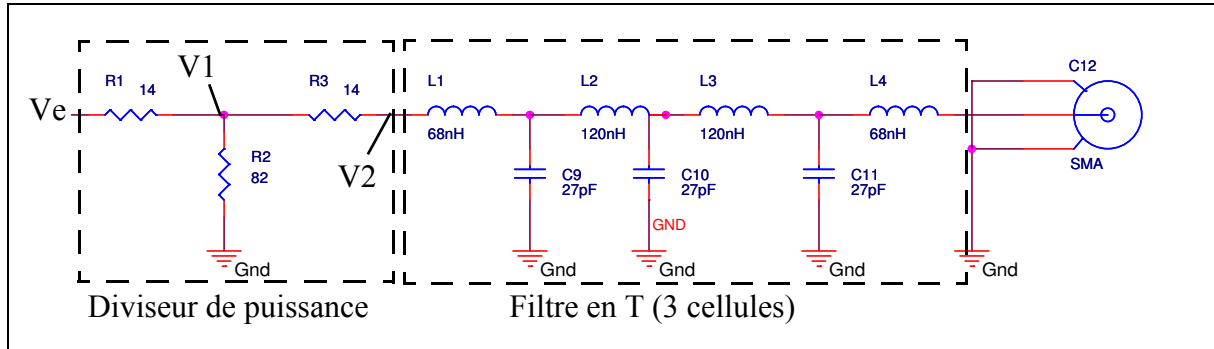 V1
R1
14
R3
14
L1
L2
L3
L4
C12
Ve
68nH
120nH
120nH
68nH
R2
82
V2
C9
27pF
C10
27pF
C11
27pF
SMA
GND
Gnd
Gnd
Gnd
Gnd
Gnd
Diviseur de puissance
Filtre en T (3 cellules)